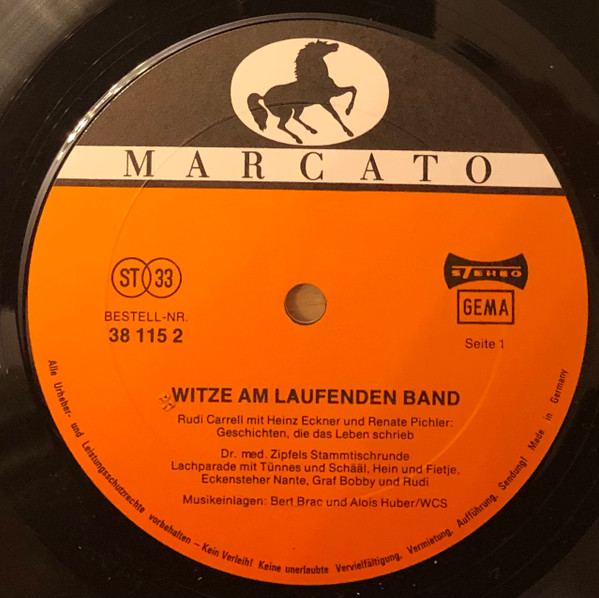 MARCATO
ST 33
BESTELL-NR.
38 115 2
STEREO
GEMA
Seite 1
WITZE AM LAUFENDEN BAND
Rudi Carrell mit Heinz Eckner und Renate Pichler:
Geschichten, die das Leben schrieb
Dr. med. Zipfels Stammtischrunde
Lachparade mit Tünnes und Schääl, Hein und Fietje,
Eckensteher Nante, Graf Bobby und Rudi
Musikeinlagen: Bert Brac und Alois Huber/WCS
Alle Urheber- und Leistungsschutzrechte vorbehalten – Kein Verleih! Keine unerlaubte Vervielfältigung, Vermietung, Aufführung, Sendung! Made in Germany